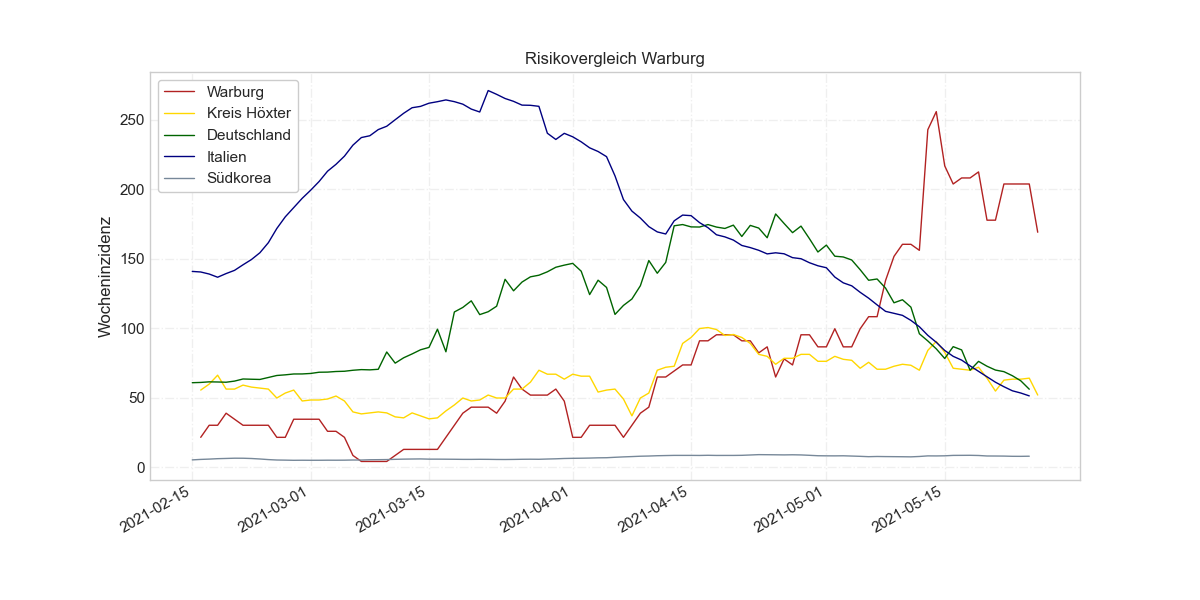 Risikovergleich Warburg
Warburg
Kreis Höxter
Deutschland
Italien
Südkorea
Wocheninzidenz
250
200
150
100
50
0
2021-02-15
2021-03-01
2021-03-15
2021-04-01
2021-04-15
2021-05-01
2021-05-15